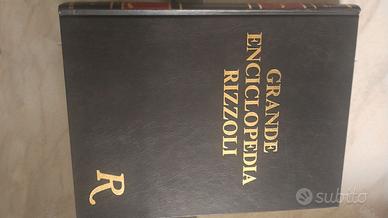 GRANDE
ENCICLOPEDIA
RIZZOLI
R
subito